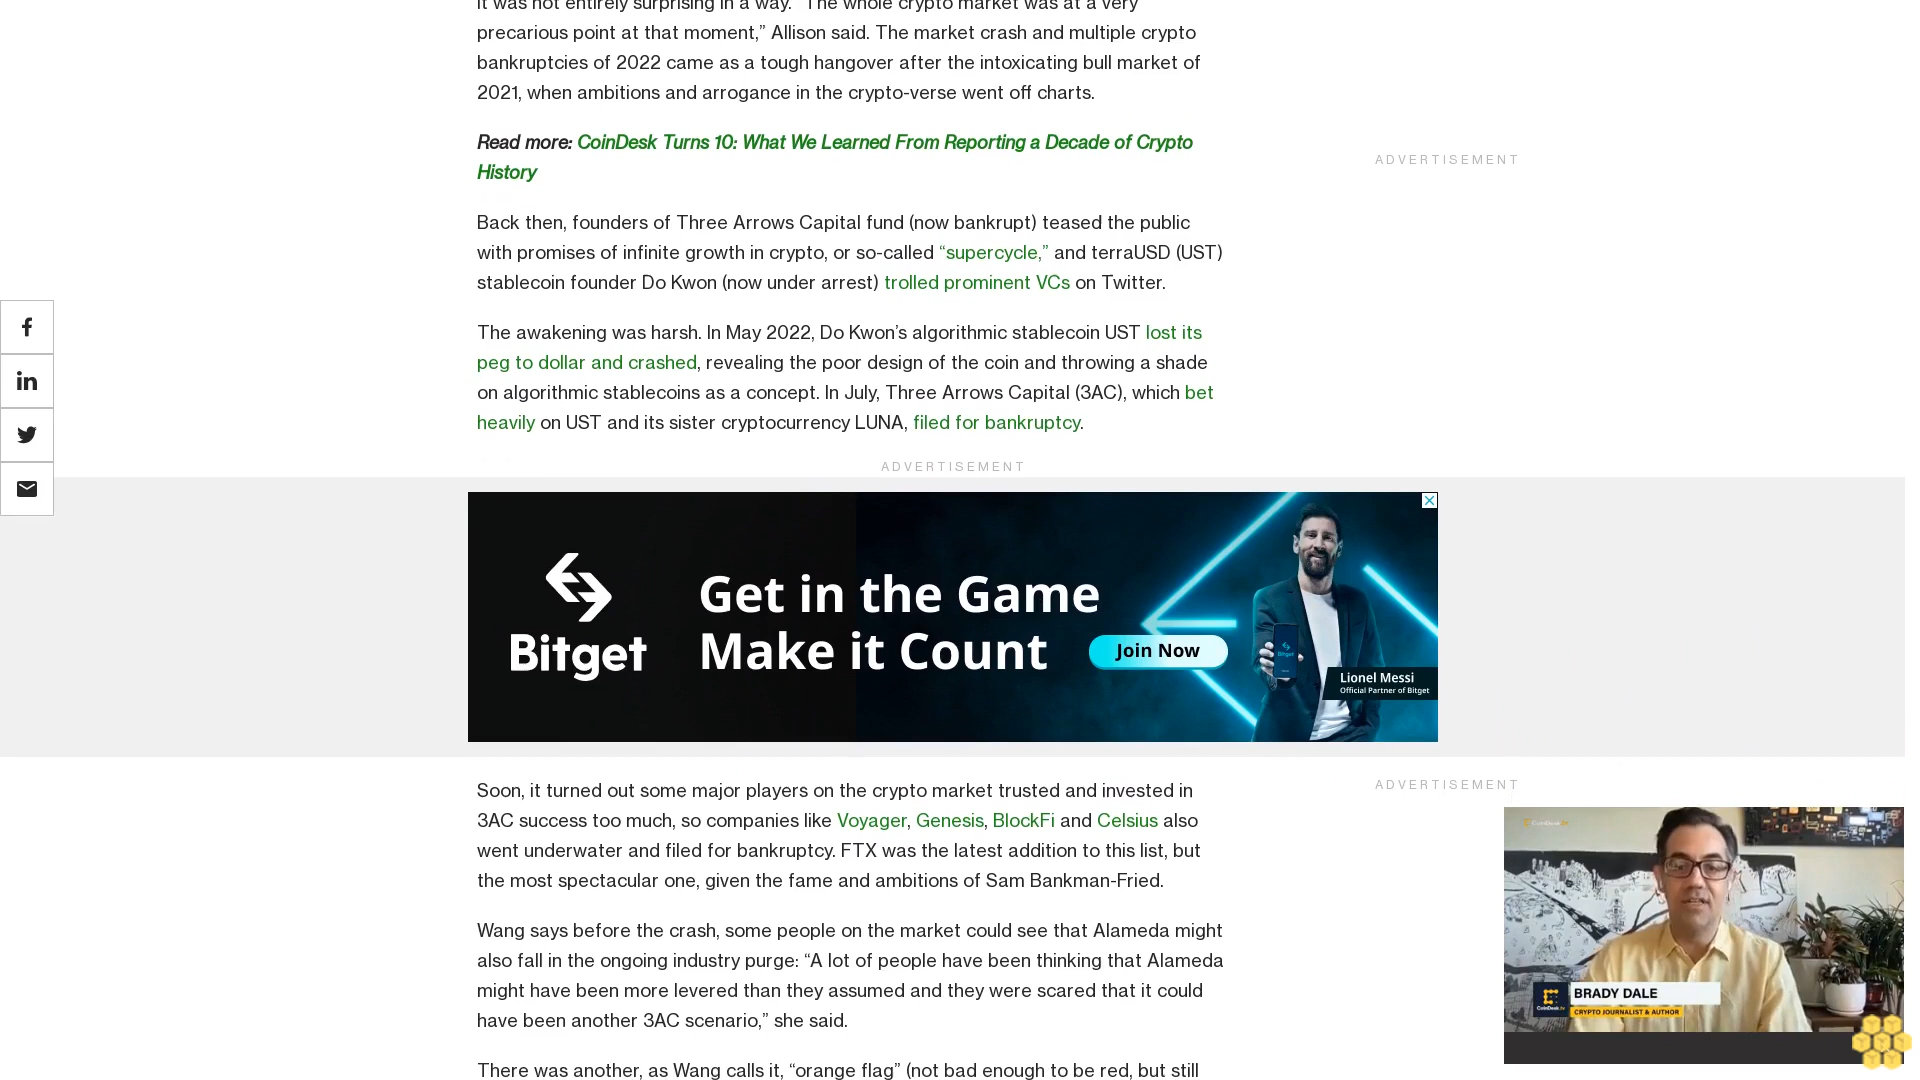 it was not entirely surprising in a way. "The whole crypto market was at a very
precarious point at that moment,” Allison said. The market crash and multiple crypto
bankruptcies of 2022 came as a tough hangover after the intoxicating bull market of
2021, when ambitions and arrogance in the crypto-verse went off charts.
Read more: CoinDesk Turns 10: What We Learned From Reporting a Decade of Crypto
History
ADVERTISEMENT
Back then, founders of Three Arrows Capital fund (now bankrupt) teased the public
with promises of infinite growth in crypto, or so-called “supercycle,” and terraUSD (UST)
stablecoin founder Do Kwon (now under arrest) trolled prominent VCs on Twitter.
The awakening was harsh. In May 2022, Do Kwon’s algorithmic stablecoin UST lost its
peg to dollar and crashed, revealing the poor design of the coin and throwing a shade
on algorithmic stablecoins as a concept. In July, Three Arrows Capital (3AC), which bet
heavily on UST and its sister cryptocurrency LUNA, filed for bankruptcy.
ADVERTISEMENT
Bitget
Get in the Game
Make it Count
Join Now
Bitget
Lionel Messi
Official Partner of Bitget
Soon, it turned out some major players on the crypto market trusted and invested in
3AC success too much, so companies like Voyager, Genesis, BlockFi and Celsius also
went underwater and filed for bankruptcy. FTX was the latest addition to this list, but
the most spectacular one, given the fame and ambitions of Sam Bankman-Fried.
ADVERTISEMENT
Wang says before the crash, some people on the market could see that Alameda might
also fall in the ongoing industry purge: “A lot of people have been thinking that Alameda
might have been more levered than they assumed and they were scared that it could
have been another 3AC scenario,” she said.
There was another, as Wang calls it, “orange flag” (not bad enough to be red, but still
CoinDesk.tv
BRADY DALE
CoinDesk.tv
CRYPTO JOURNALIST & AUTHOR